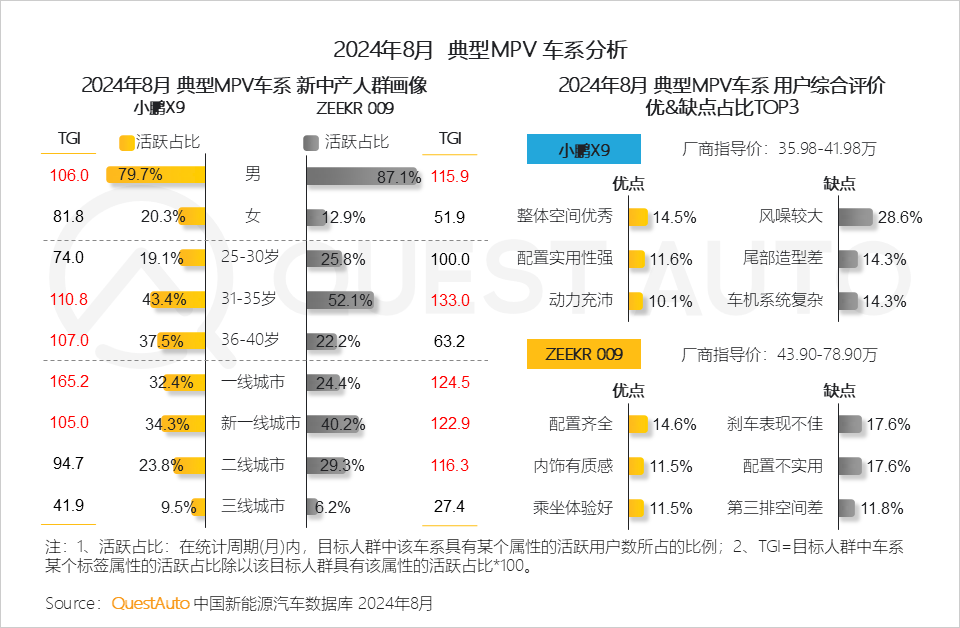 2024年8月 典型MPV 车系分析
2024年8月 典型MPV车系 新中产人群画像
小鹏X9 ZEEKR 009
TGI 活跃占比 活跃占比 TGI
106.0 79.7% 男 87.1% 115.9
81.8 20.3% 女 12.9% 51.9
74.0 19.1% 25-30岁 25.8% 100.0
110.8 43.4% 31-35岁 52.1% 133.0
107.0 37.5% 36-40岁 22.2% 63.2
165.2 32.4% 一线城市 24.4% 124.5
105.0 34.3% 新一线城市 40.2% 122.9
94.7 23.8% 二线城市 29.3% 116.3
41.9 9.5% 三线城市 6.2% 27.4
2024年8月 典型MPV车系 用户综合评价
优&缺点占比TOP3
小鹏X9 厂商指导价：35.98-41.98万
优点 缺点
整体空间优秀 14.5% 风噪较大 28.6%
配置实用性强 11.6% 尾部造型差 14.3%
动力充沛 10.1% 车机系统复杂 14.3%
ZEEKR 009 厂商指导价：43.90-78.90万
优点 缺点
配置齐全 14.6% 刹车表现不佳 17.6%
内饰有质感 11.5% 配置不实用 17.6%
乘坐体验好 11.5% 第三排空间差 11.8%
QUEST AUTO
注：1、活跃占比：在统计周期(月)内，目标人群中该车系具有某个属性的活跃用户数所占的比例；2、TGI=目标人群中车系
某个标签属性的活跃占比除以该目标人群具有该属性的活跃占比*100。
Source：QuestAuto 中国新能源汽车数据库 2024年8月